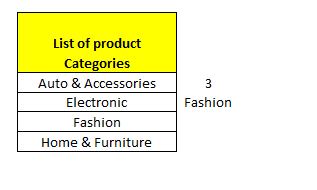 List of product
Categories
Auto & Accessories 3
Electronic Fashion
Fashion
Home & Furniture